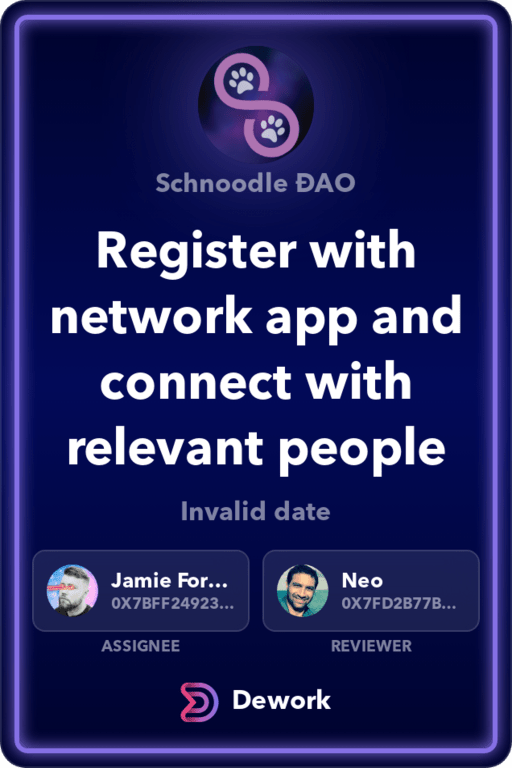 Schnoodle ÐAO
Register with
network app and
connect with
relevant people
Invalid date
Jamie For...
0X7BFF24923...
ASSIGNEE
Neo
0X7FD2B77B...
REVIEWER
Dework